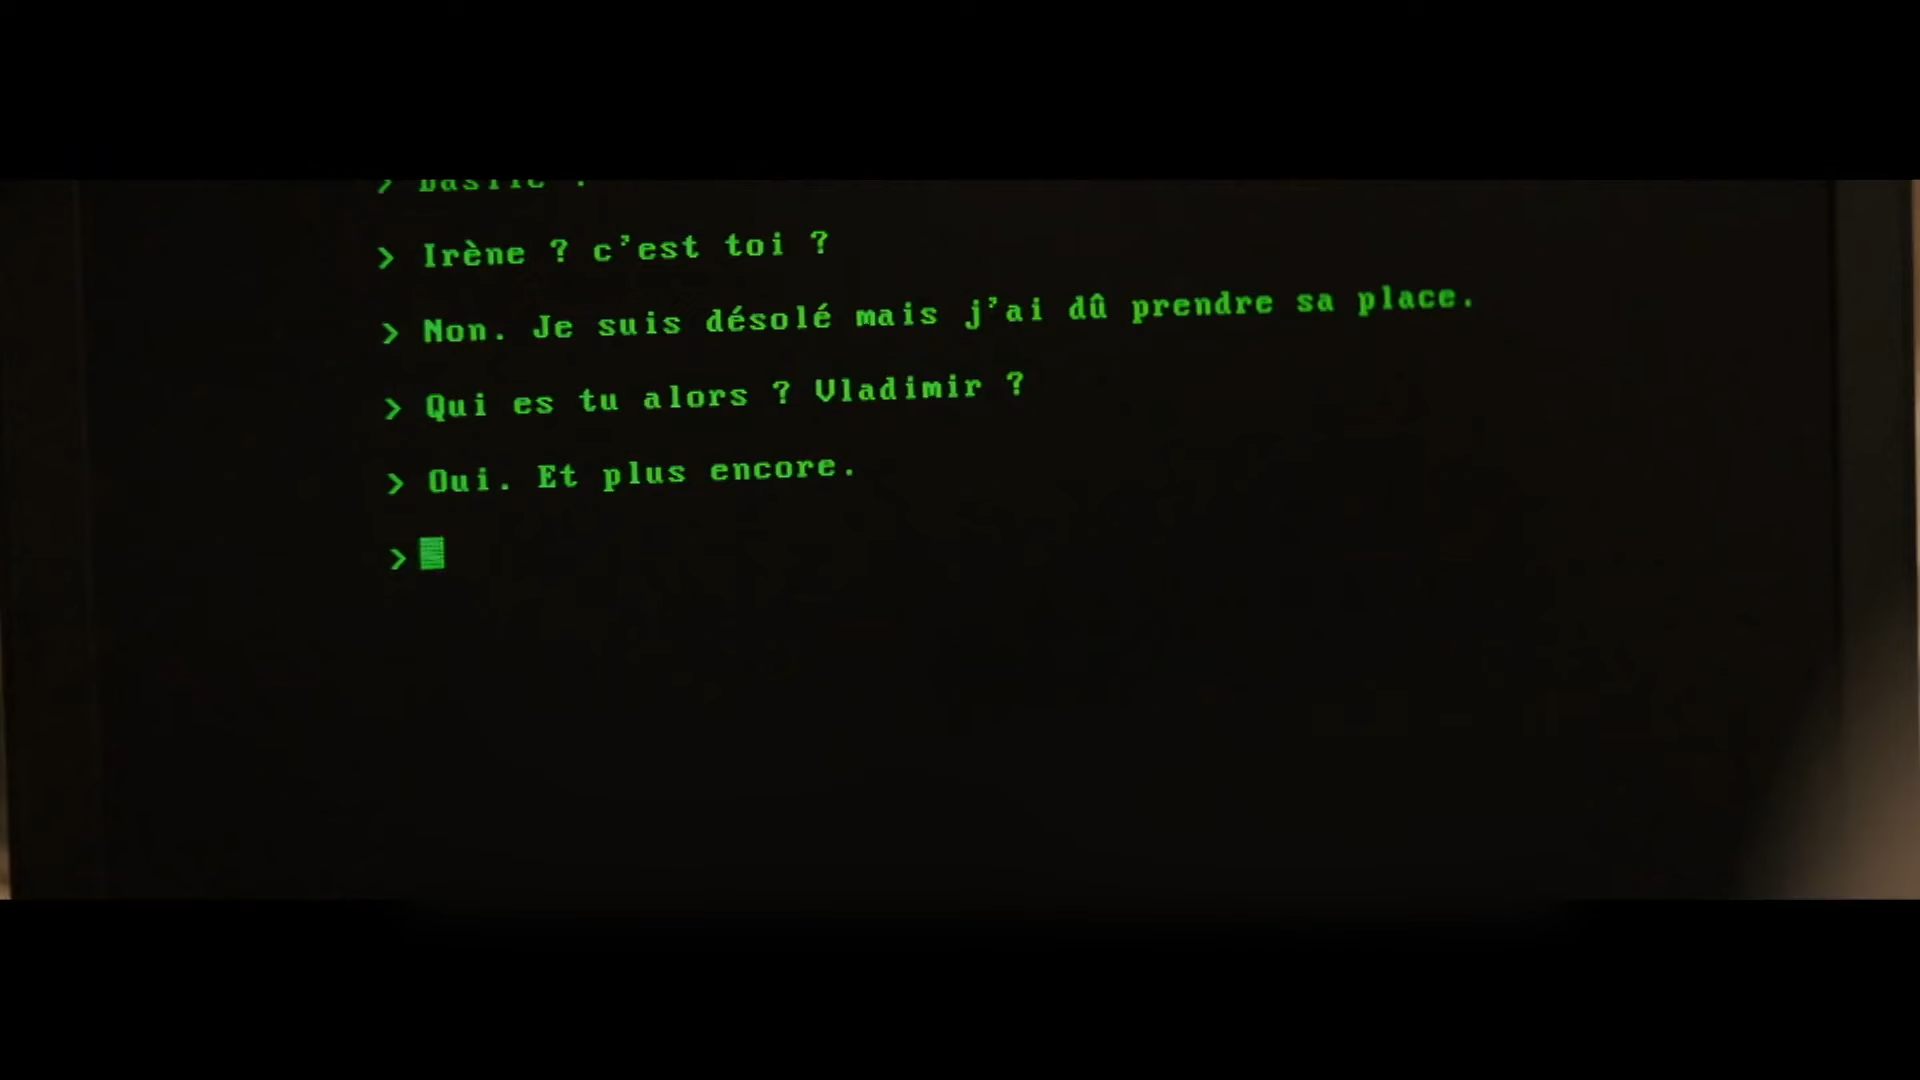 > Irène ? c'est toi ?
> Non. Je suis désolé mais j'ai dû prendre sa place.
> Qui es tu alors ? Vladimir ?
> Oui. Et plus encore.
>